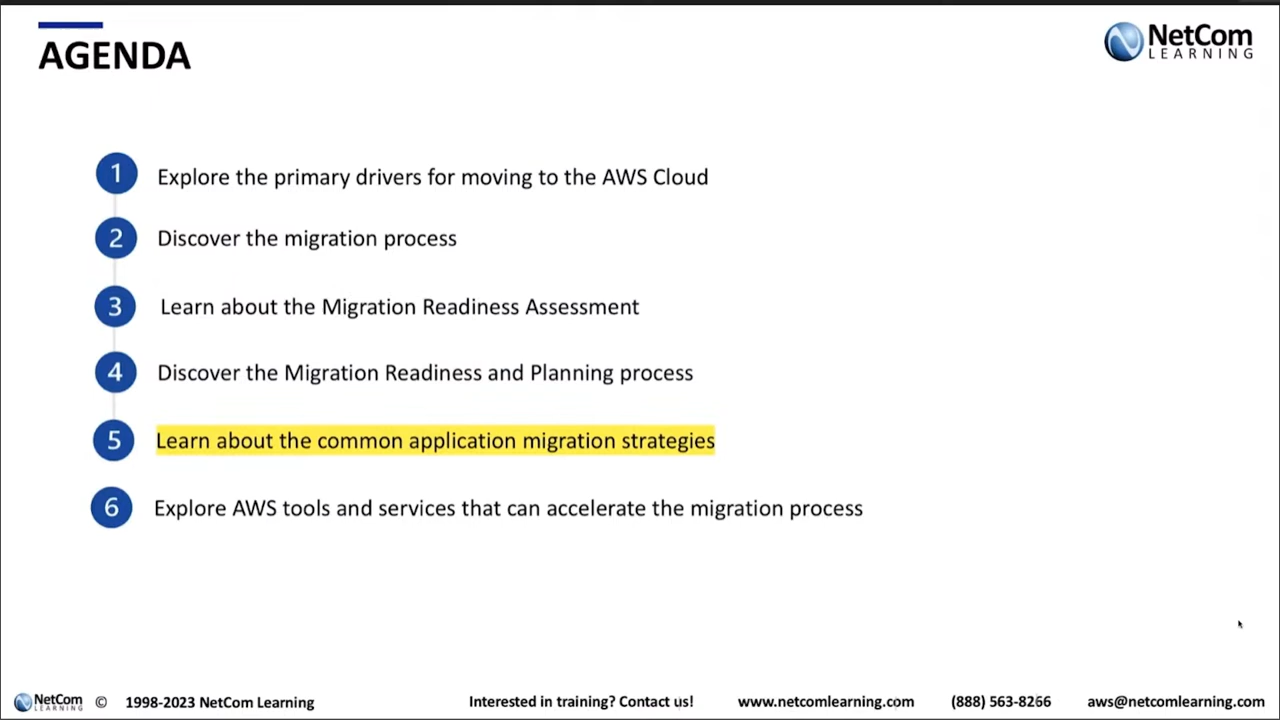 AGENDA
NetCom
LEARNING
1 Explore the primary drivers for moving to the AWS Cloud
2 Discover the migration process
3 Learn about the Migration Readiness Assessment
4 Discover the Migration Readiness and Planning process
5 Learn about the common application migration strategies
6 Explore AWS tools and services that can accelerate the migration process
NetCom LEARNING © 1998-2023 NetCom Learning Interested in training? Contact us! www.netcomlearning.com (888) 563-8266 aws@netcomlearning.com